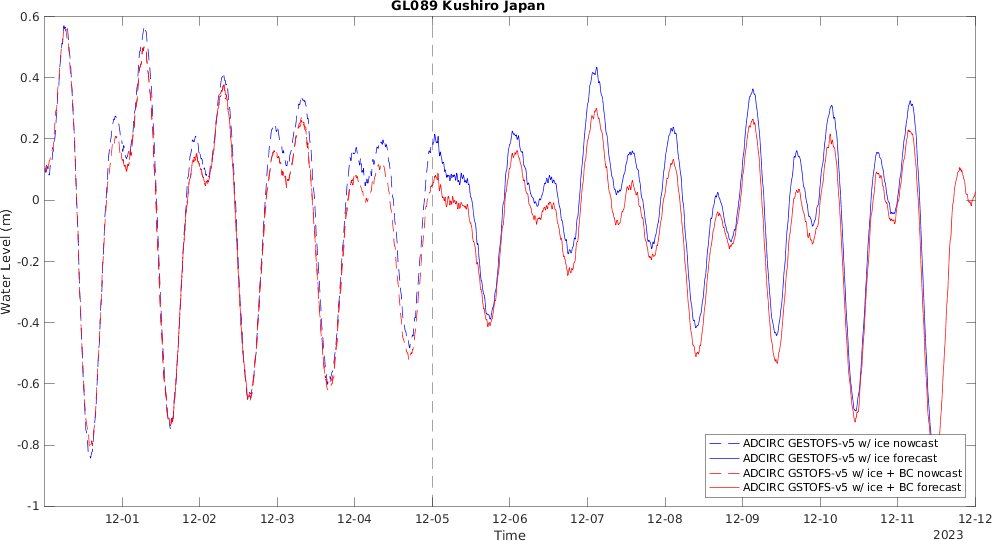 GL089 Kushiro Japan
0.6
0.4
0.2
0
-0.2
-0.4
-0.6
-0.8
-1
Water Level (m)
ADCIRC GESTOFS-v5 w/ ice nowcast
ADCIRC GESTOFS-v5 w/ ice forecast
ADCIRC GSTOFS-v5 w/ ice + BC nowcast
ADCIRC GSTOFS-v5 w/ ice + BC forecast
12-01 12-02 12-03 12-04 12-05 12-06 12-07 12-08 12-09 12-10 12-11 12-12
Time
2023